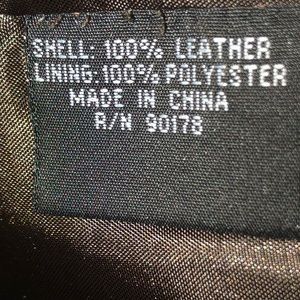 SHELL: 100% LEATHER
LINING: 100% POLYESTER
MADE IN CHINA
R/N 90178